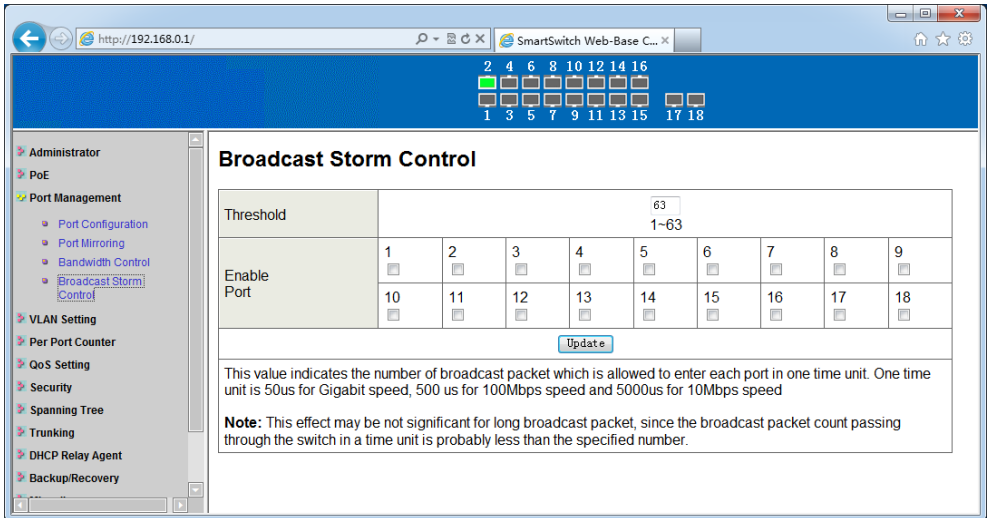 http://192.168.0.1/
SmartSwitch Web-Base C...
2 4 6 8 10 12 14 16
1 3 5 7 9 11 13 15 17 18
Administrator
PoE
Port Management
Port Configuration
Port Mirroring
Bandwidth Control
Broadcast Storm
Control
VLAN Setting
Per Port Counter
QoS Setting
Security
Spanning Tree
Trunking
DHCP Relay Agent
Backup/Recovery
Broadcast Storm Control
Threshold
63
1~63
Enable
Port
1 2 3 4 5 6 7 8 9
10 11 12 13 14 15 16 17 18
Update
This value indicates the number of broadcast packet which is allowed to enter each port in one time unit. One time
unit is 50us for Gigabit speed, 500 us for 100Mbps speed and 5000us for 10Mbps speed
Note: This effect may be not significant for long broadcast packet, since the broadcast packet count passing
through the switch in a time unit is probably less than the specified number.